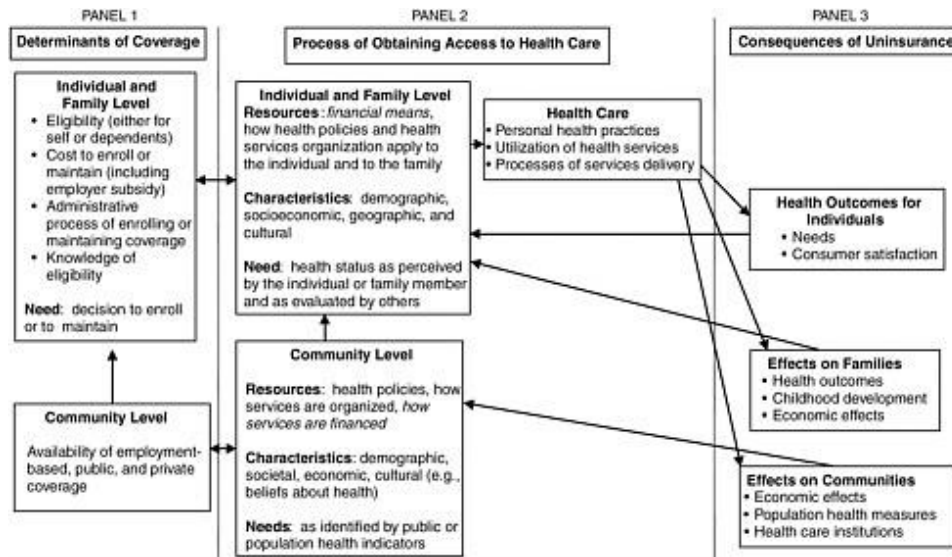 PANEL 1
Determinants of Coverage
Individual and
Family Level
• Eligibility (either for
self or dependents)
• Cost to enroll or
maintain (including
employer subsidy)
• Administrative
process of enrolling or
maintaining coverage
• Knowledge of
eligibility
Need: decision to enroll
or to maintain
Community Level
Availability of employment-
based, public, and private
coverage
PANEL 2
Process of Obtaining Access to Health Care
Individual and Family Level
Resources: financial means,
how health policies and health
services organization apply to
the individual and to the family
Characteristics: demographic,
socioeconomic, geographic, and
cultural
Need: health status as perceived
by the individual or family member
and as evaluated by others
Community Level
Resources: health policies, how
services are organized, how
services are financed
Characteristics: demographic,
societal, economic, cultural (e.g.,
beliefs about health)
Needs: as identified by public or
population health indicators
Health Care
• Personal health practices
• Utilization of health services
• Processes of services delivery
PANEL 3
Consequences of Uninsurance
Health Outcomes for
Individuals
• Needs
• Consumer satisfaction
Effects on Families
• Health outcomes
• Childhood development
• Economic effects
Effects on Communities
• Economic effects
• Population health measures
• Health care institutions